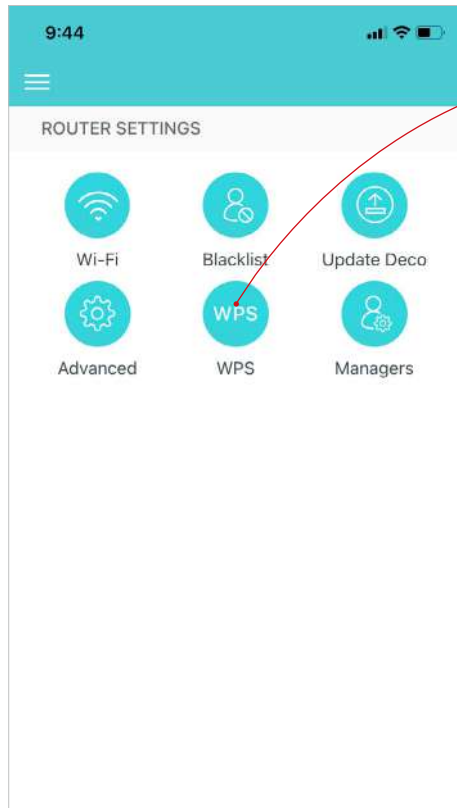 9:44
ROUTER SETTINGS
Wi-Fi Blacklist Update Deco
WPS
Advanced WPS Managers